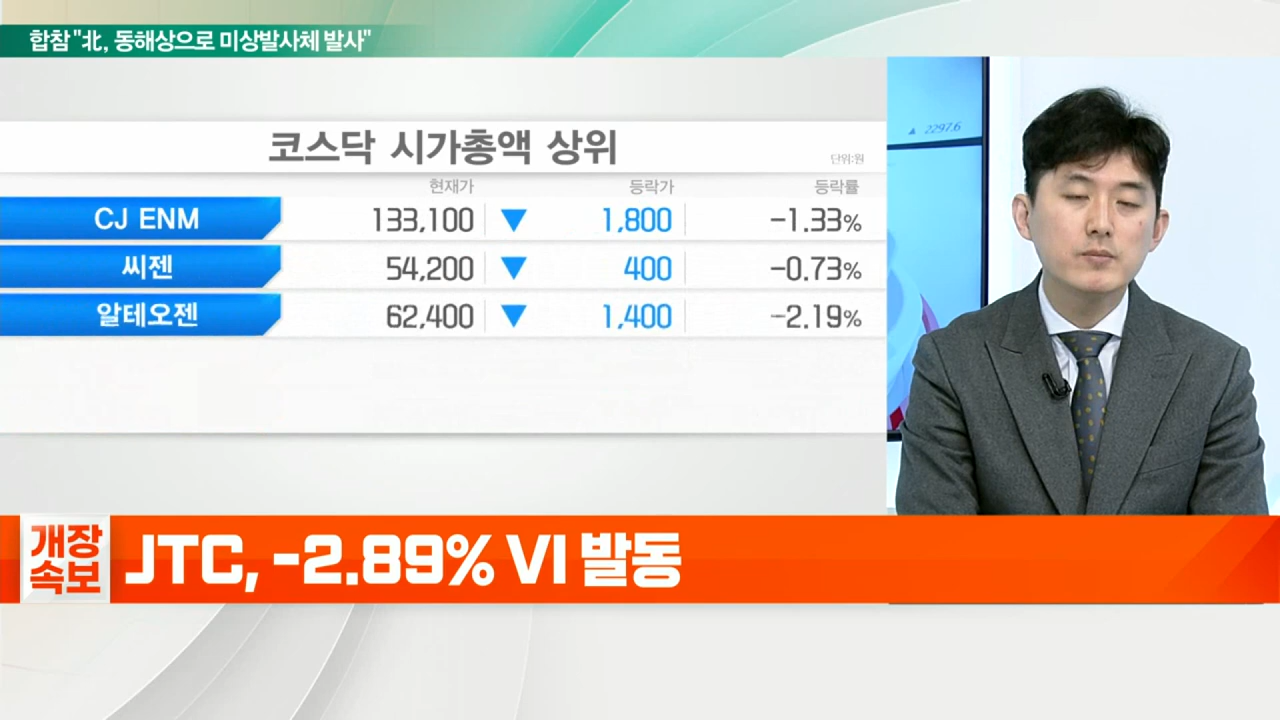 합참 "北, 동해상으로 미상발사체 발사"
▲ 2297.6
코스닥 시가총액 상위
단위:원
현재가 등락가 등락률
CJ ENM 133,100 ▼ 1,800 -1.33%
씨젠 54,200 ▼ 400 -0.73%
알테오젠 62,400 ▼ 1,400 -2.19%
개장
속보
JTC, -2.89% VI 발동